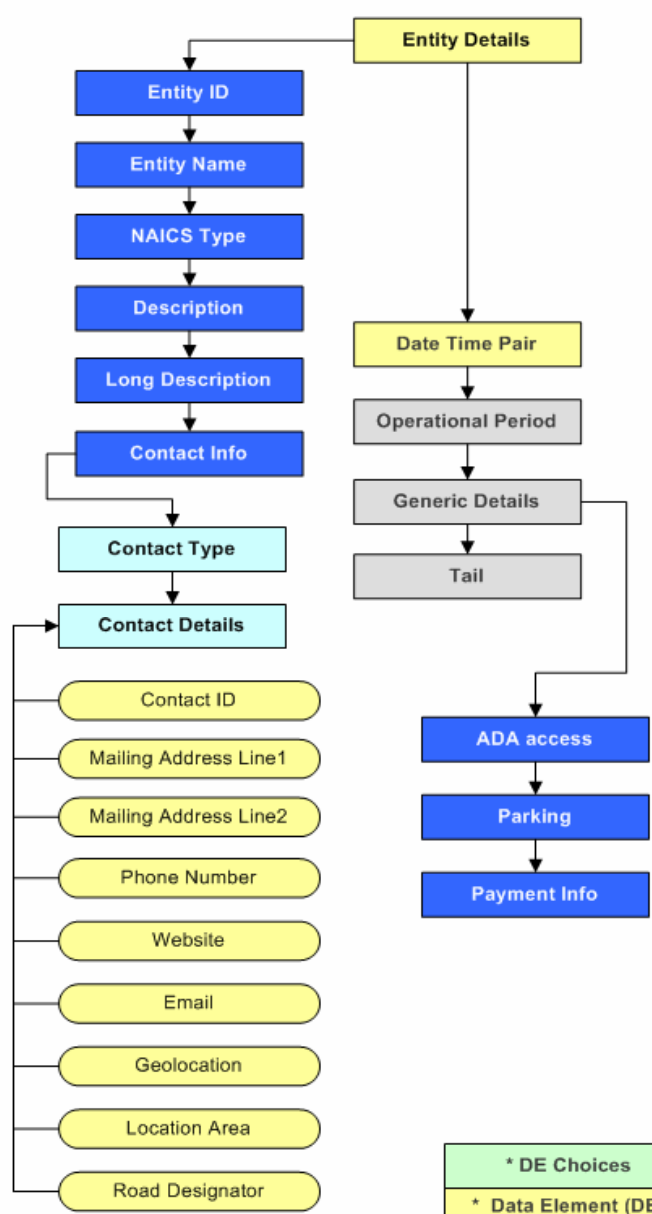 Entity Details
Entity ID
Entity Name
NAICS Type
Description
Long Description
Contact Info
Contact Type
Contact Details
Contact ID
Mailing Address Line1
Mailing Address Line2
Phone Number
Website
Email
Geolocation
Location Area
Road Designator
Date Time Pair
Operational Period
Generic Details
Tail
ADA access
Parking
Payment Info
* DE Choices
* Data Element (DE